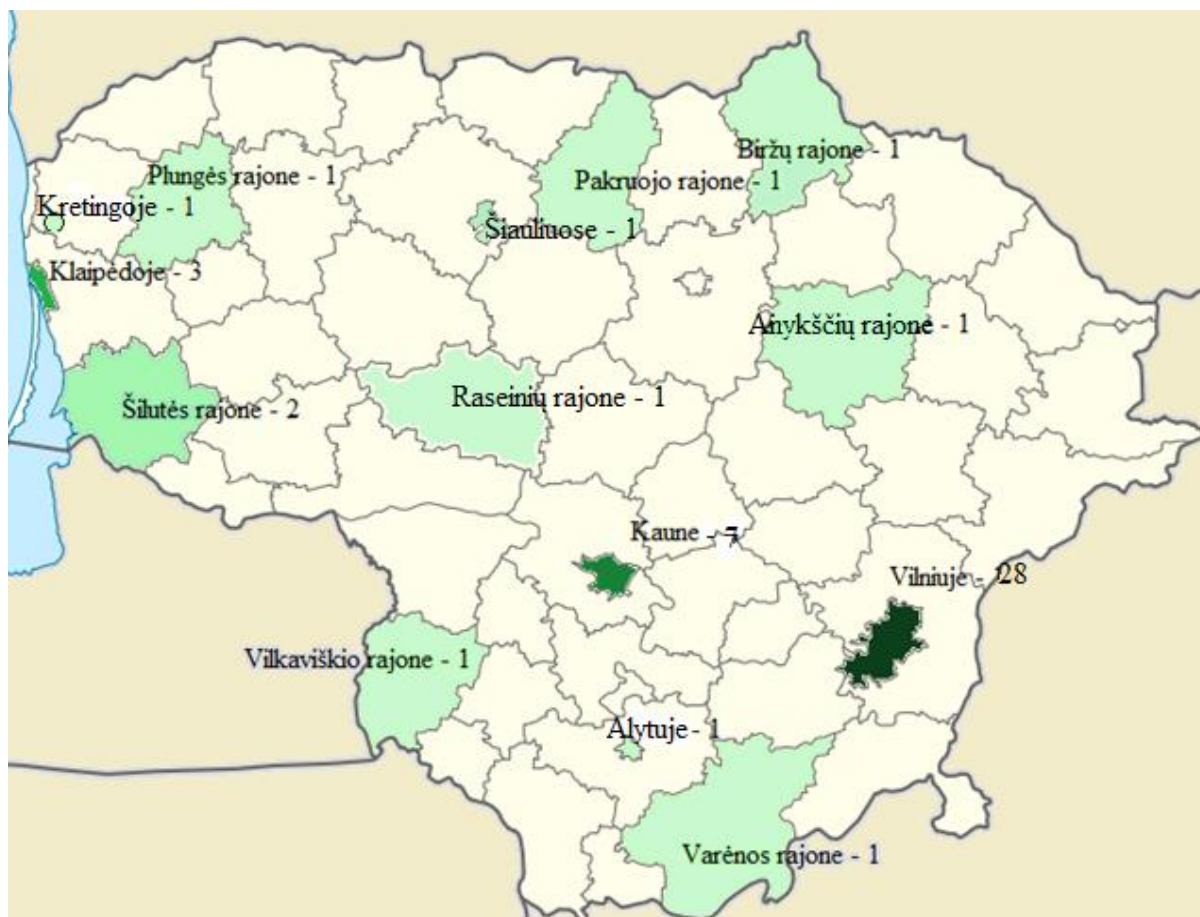 Biržų rajone - 1
Plungės rajone - 1
Pakruojo rajone - 1
Kretingoje - 1
Šiauliuose - 1
Klaipėdoje - 3
Anykščių rajone - 1
Raseinių rajone - 1
Šilutės rajone - 2
Kaune - 7
Vilniuje - 28
Vilkaviškio rajone - 1
Alytuje - 1
Varėnos rajone - 1